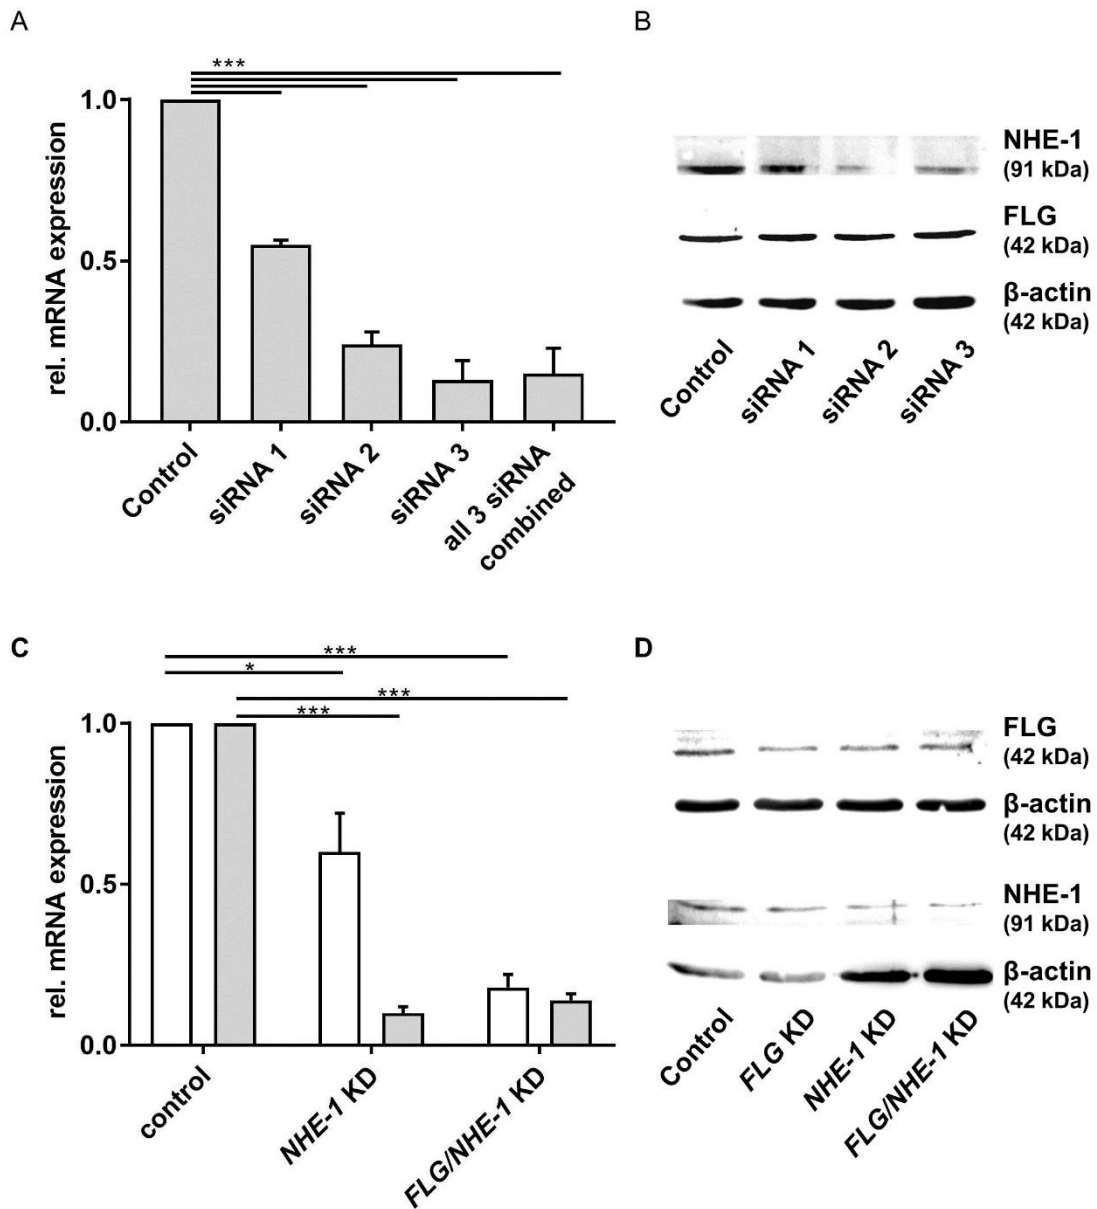 A
***
rel. mRNA expression
1.0
0.5
0.0
Control
siRNA 1
siRNA 2
siRNA 3
all 3 siRNA
combined
B
NHE-1
(91 kDa)
FLG
(42 kDa)
β-actin
(42 kDa)
Control
siRNA 1
siRNA 2
siRNA 3
C
***
*
***
***
rel. mRNA expression
1.0
0.5
0.0
control
NHE-1 KD
FLG/NHE-1 KD
D
FLG
(42 kDa)
β-actin
(42 kDa)
NHE-1
(91 kDa)
β-actin
(42 kDa)
Control
FLG KD
NHE-1 KD
FLG/NHE-1 KD